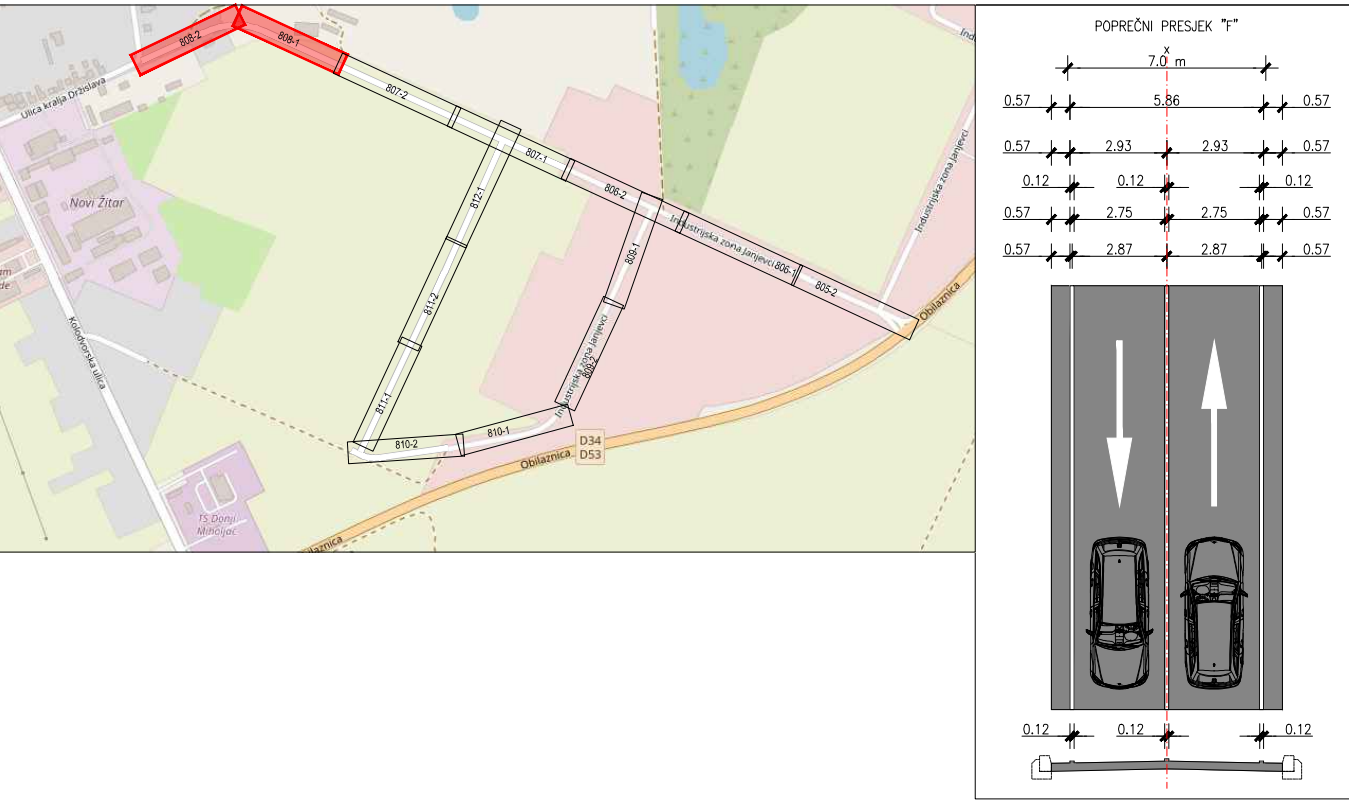 808-2
808-1
Ulica kralja Držislava
807-2
807-1
806-2
812-1
Novi Žitar
Industrijska zona Janjevci
Industrijska zona Janjevci
806-1
805-2
Obilaznica
809-1
811-2
Kolodvorska ulica
Industrijska zona Janjevci
809-2
811-1
810-2
810-1
D34
D53
Obilaznica
TS Donji
Miholjac
POPREČNI PRESJEK "F"
x
7.0 m
0.57 5.86 0.57
0.57 2.93 2.93 0.57
0.12 0.12 0.12
0.57 2.75 2.75 0.57
0.57 2.87 2.87 0.57
0.12 0.12 0.12